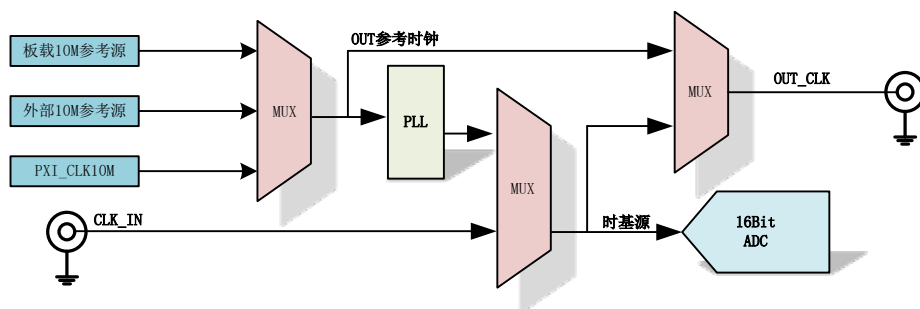 板载10M参考源
外部10M参考源
PXI_CLK10M
CLK_IN
MUX
OUT参考时钟
PLL
MUX
MUX
OUT_CLK
时基源
16Bit
ADC